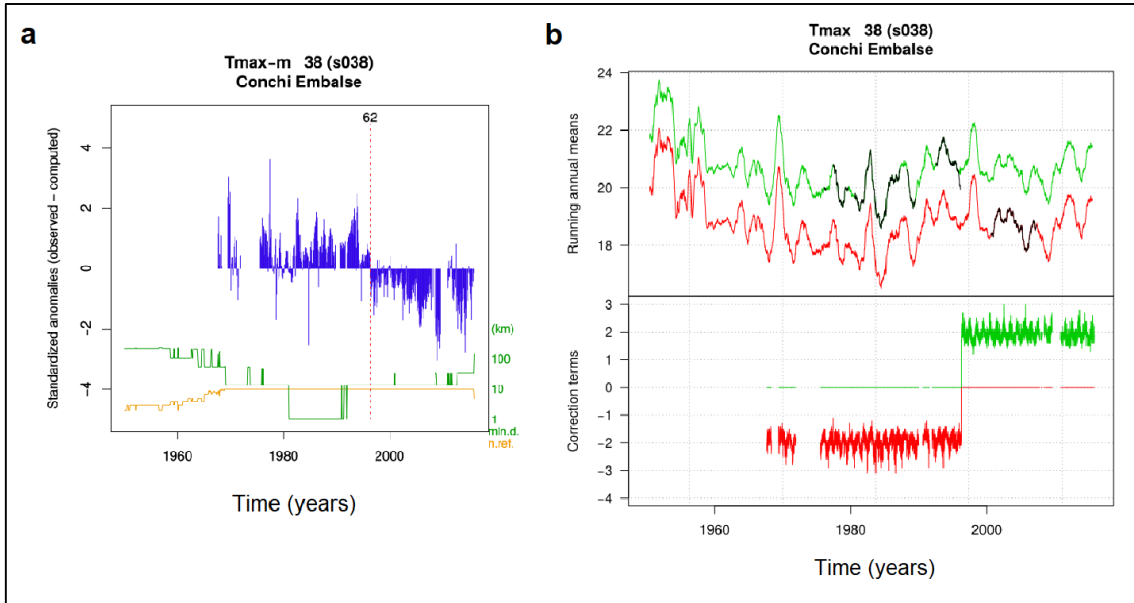 a
Tmax-m 38 (s038)
Conchi Embalse
62
Standardized anomalies (observed - computed)
4
2
0
-2
-4
(km)
100
10
1
min.d.
n.ref.
1960
1980
2000
Time (years)
b
Tmax 38 (s038)
Conchi Embalse
Running annual means
24
22
20
18
Correction terms
3
2
1
0
-1
-2
-3
-4
1960
1980
2000
Time (years)